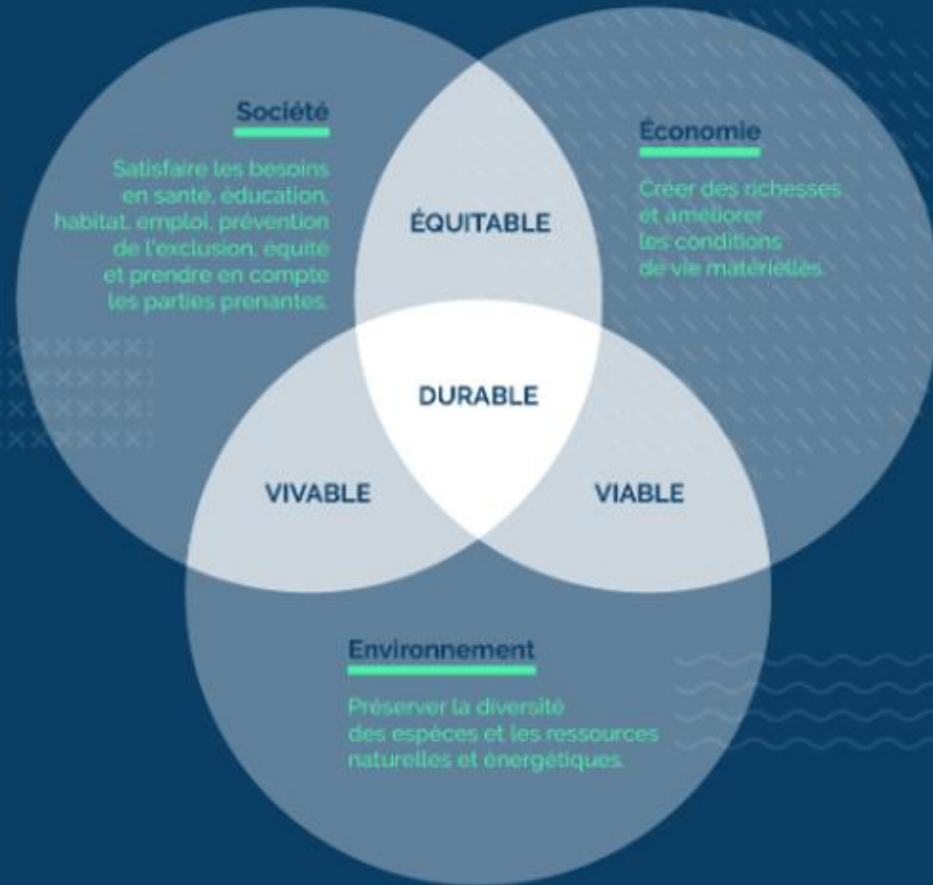 Société
Satisfaire les besoins
en santé, éducation,
habitat, emploi, prévention
de l'exclusion, équité
et prendre en compte
les parties prenantes.
Économie
Créer des richesses
et améliorer
les conditions
de vie matérielles.
ÉQUITABLE
DURABLE
VIVABLE
VIABLE
Environnement
Préserver la diversité
des espèces et les ressources
naturelles et énergétiques.